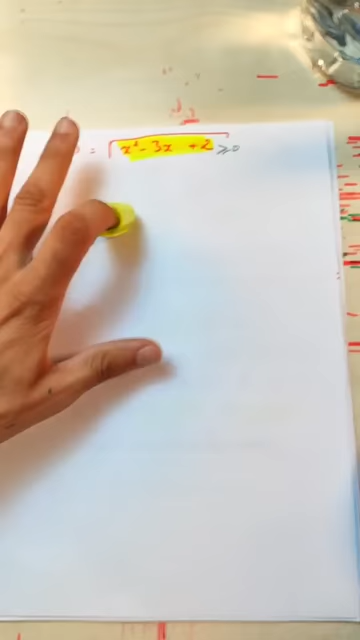 ) = √x² - 3x + 2 ≥ 0